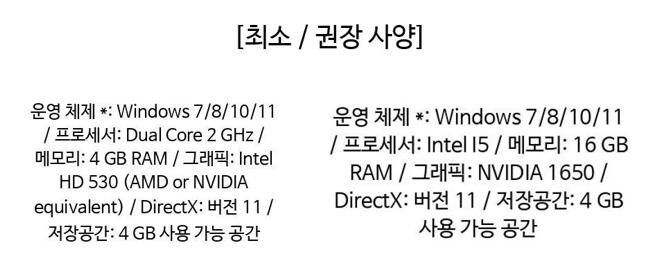 [최소 / 권장 사양]
운영 체제 *: Windows 7/8/10/11
/ 프로세서: Dual Core 2 GHz /
메모리: 4 GB RAM / 그래픽: Intel
HD 530 (AMD or NVIDIA
equivalent) / DirectX: 버전 11 /
저장공간: 4 GB 사용 가능 공간
운영 체제 *: Windows 7/8/10/11
/ 프로세서: Intel I5 / 메모리: 16 GB
RAM / 그래픽: NVIDIA 1650 /
DirectX: 버전 11 / 저장공간: 4 GB
사용 가능 공간